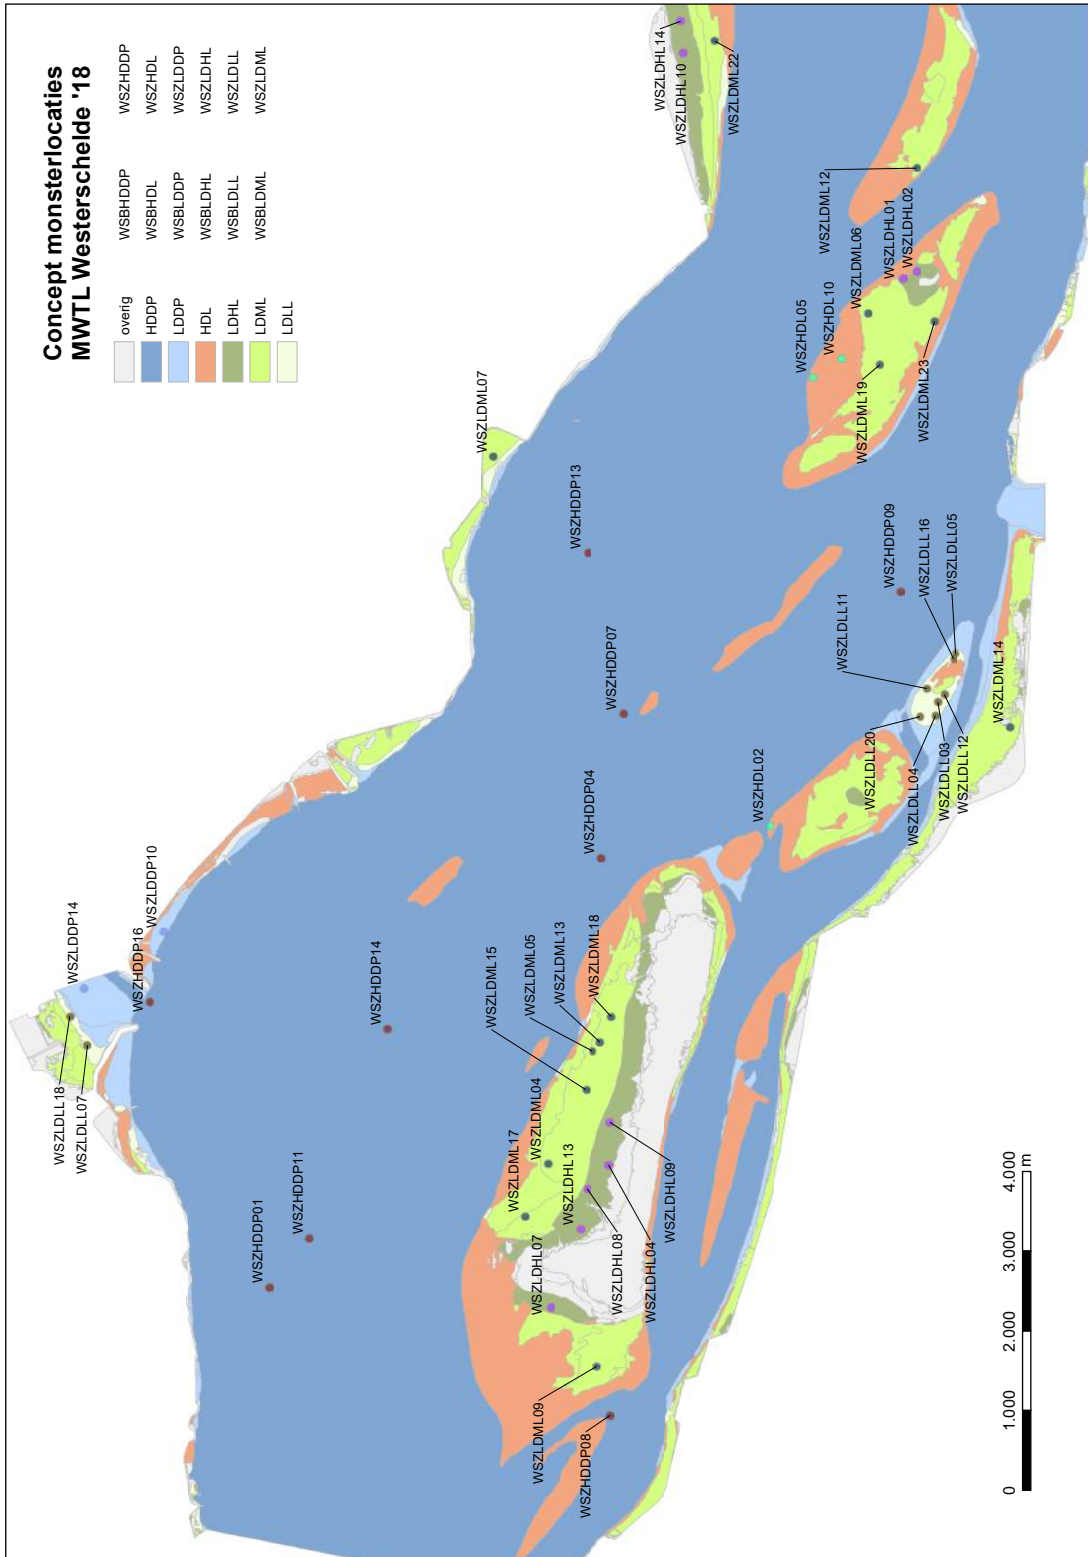 Concept monsterlocaties
MWTL Westerschelde '18
overig
HDDP
LDDP
HDL
LDHL
LDML
LDLL
WSBHDDP
WSBHDL
WSBLDDP
WSBLDHL
WSBLDLL
WSBLDML
WSZHDDP
WSZHDL
WSZLDDP
WSZLDHL
WSZLDLL
WSZLDML
WSZLDLL18
WSZLDLL07
WSZLDDP14
WSZHDDP16
WSZLDDP10
WSZHDDP01
WSZHDDP11
WSZHDDP14
WSZLDML07
WSZHDDP13
WSZHDDP07
WSZHDDP04
WSZLDHL14
WSZLDHL10
WSZLDML22
WSZLDML17
WSZLDML04
WSZLDML15
WSZLDML05
WSZLDML13
WSZLDML18
WSZLDHL07
WSZLDHL13
WSZLDML09
WSZHDDP08
WSZLDHL08
WSZLDHL04
WSZLDHL09
WSZHDL02
WSZHDL05
WSZHDL10
WSZLDML06
WSZLDML12
WSZLDHL01
WSZLDHL02
WSZLDML19
WSZLDML23
WSZHDDP09
WSZLDLL11
WSZLDLL16
WSZLDLL05
WSZLDLL20
WSZLDLL04
WSZLDLL03
WSZLDLL12
WSZLDML14
0
1.000
2.000
3.000
4.000
m